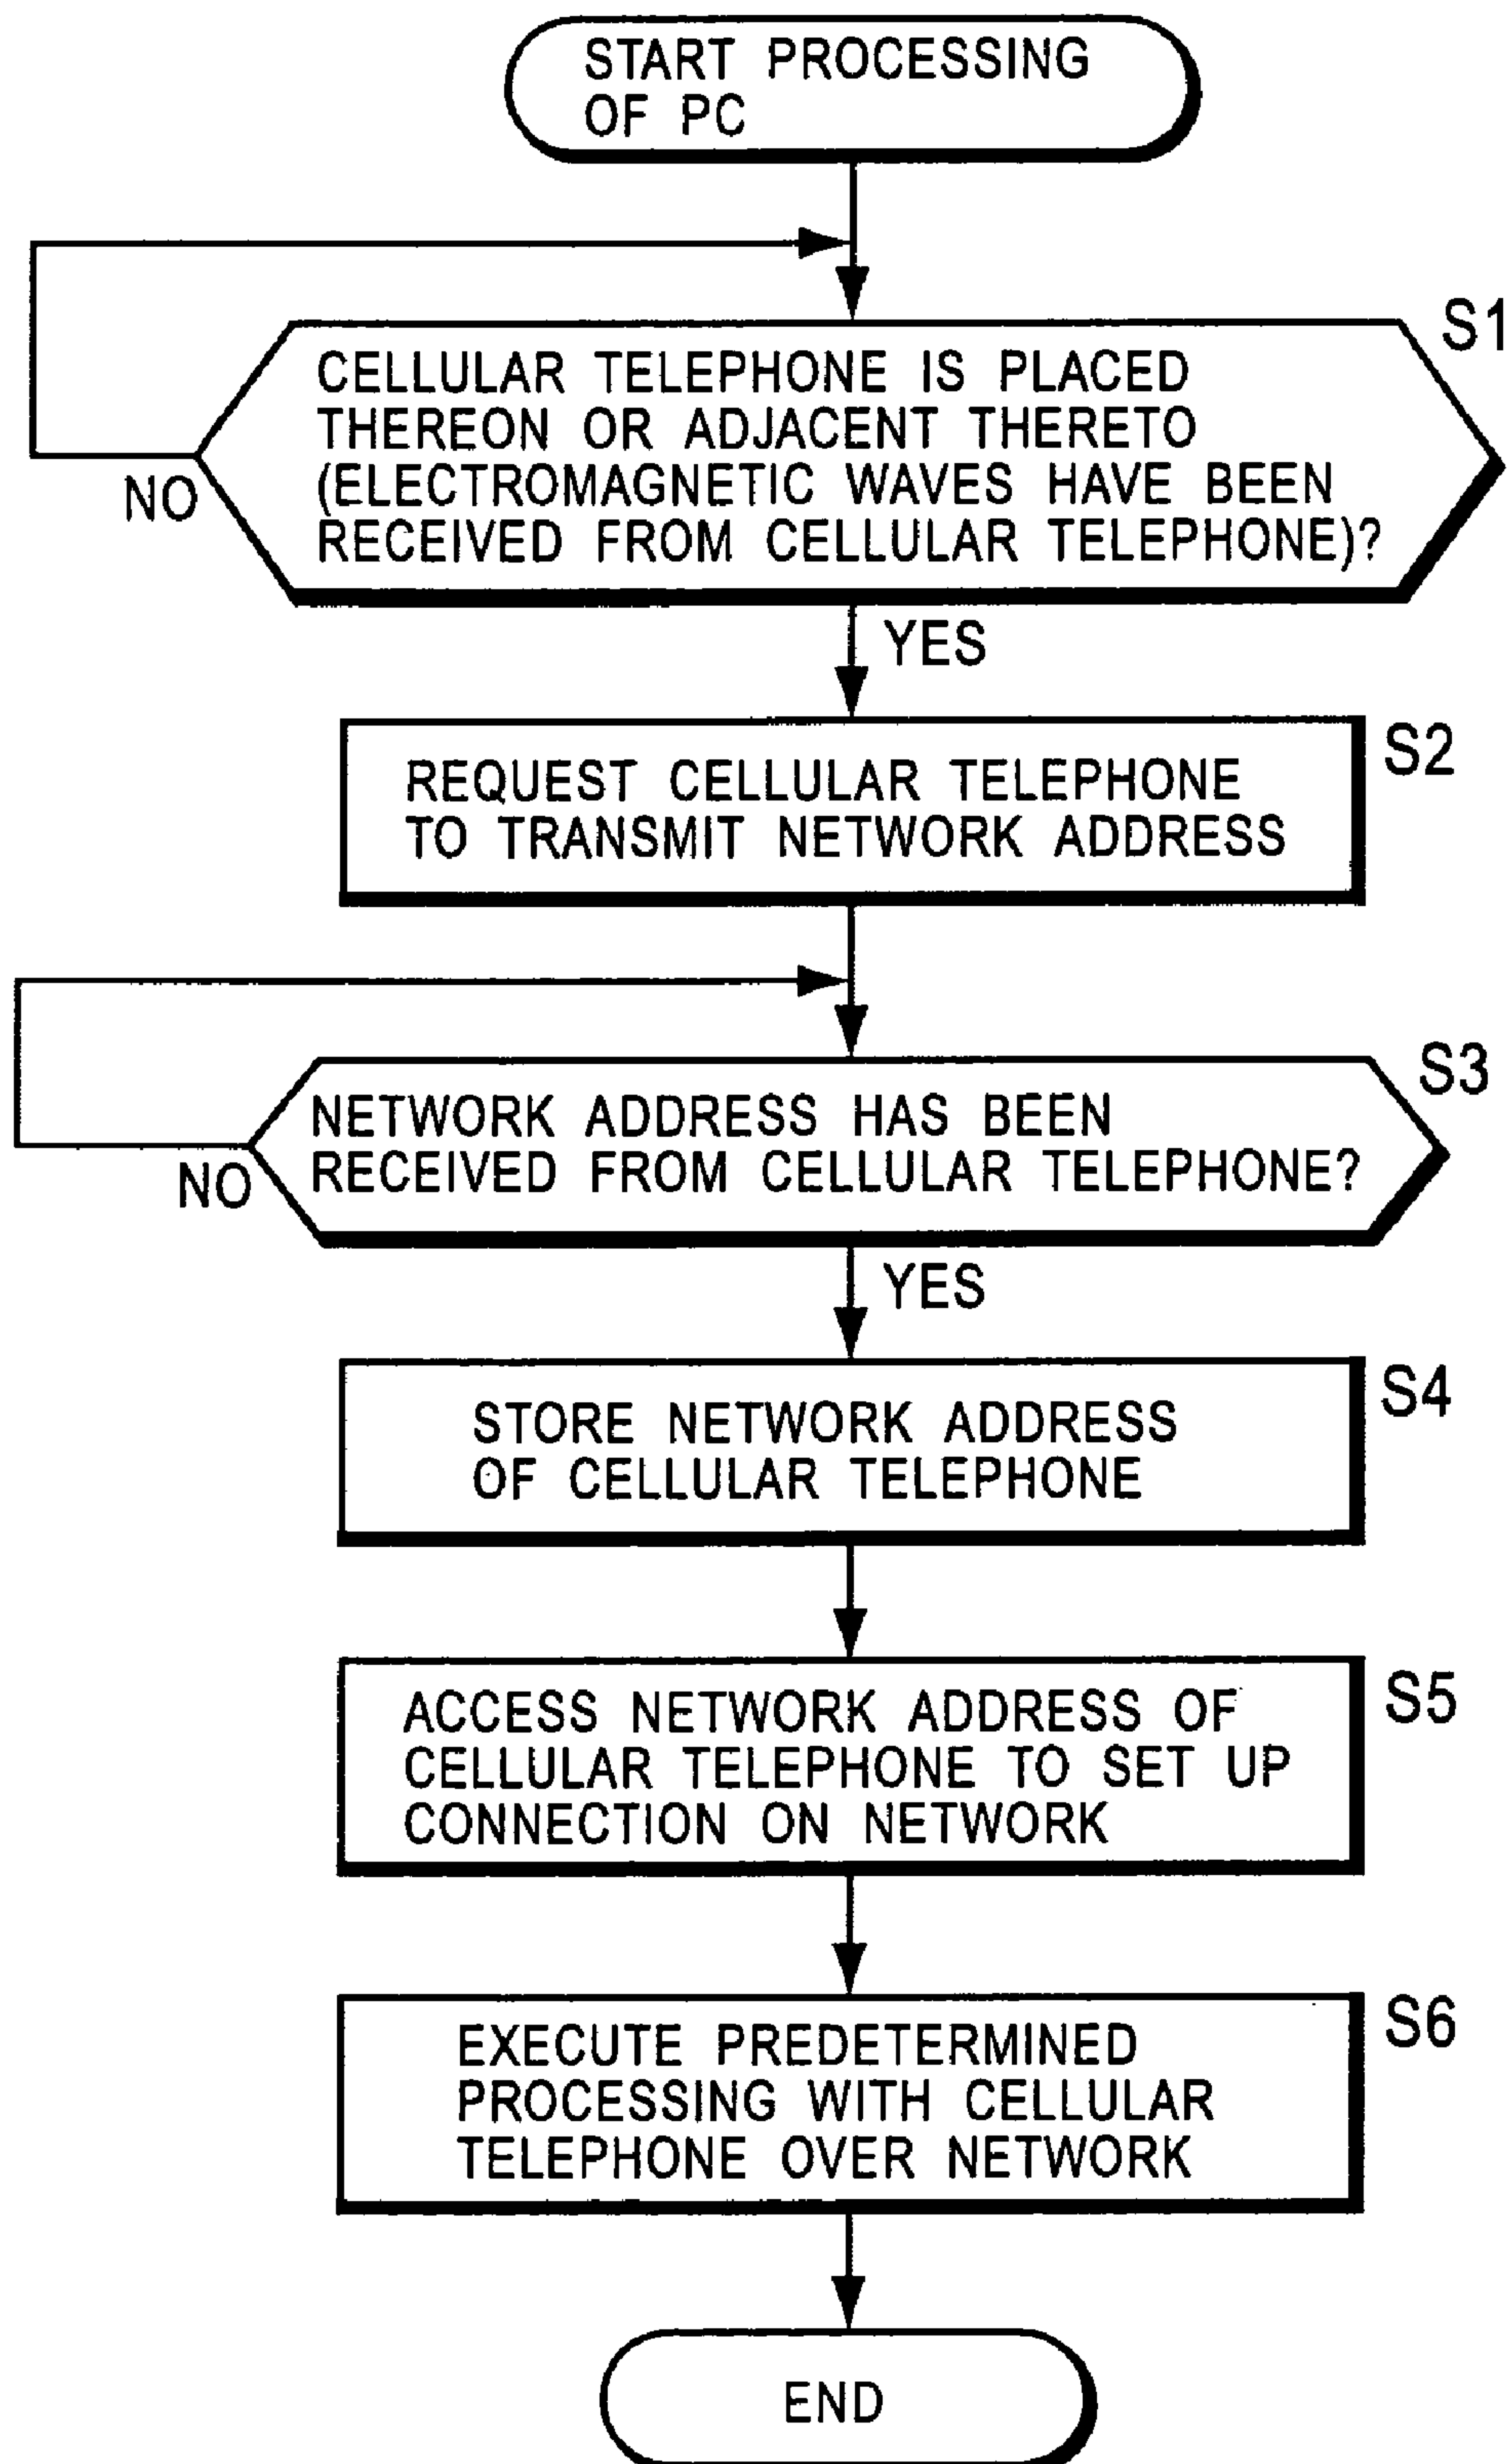 START PROCESSING
OF PC
S1
CELLULAR TELEPHONE IS PLACED
THEREON OR ADJACENT THERETO
(ELECTROMAGNETIC WAVES HAVE BEEN
RECEIVED FROM CELLULAR TELEPHONE)?
NO
YES
S2
REQUEST CELLULAR TELEPHONE
TO TRANSMIT NETWORK ADDRESS
S3
NETWORK ADDRESS HAS BEEN
RECEIVED FROM CELLULAR TELEPHONE?
NO
YES
S4
STORE NETWORK ADDRESS
OF CELLULAR TELEPHONE
S5
ACCESS NETWORK ADDRESS OF
CELLULAR TELEPHONE TO SET UP
CONNECTION ON NETWORK
S6
EXECUTE PREDETERMINED
PROCESSING WITH CELLULAR
TELEPHONE OVER NETWORK
END